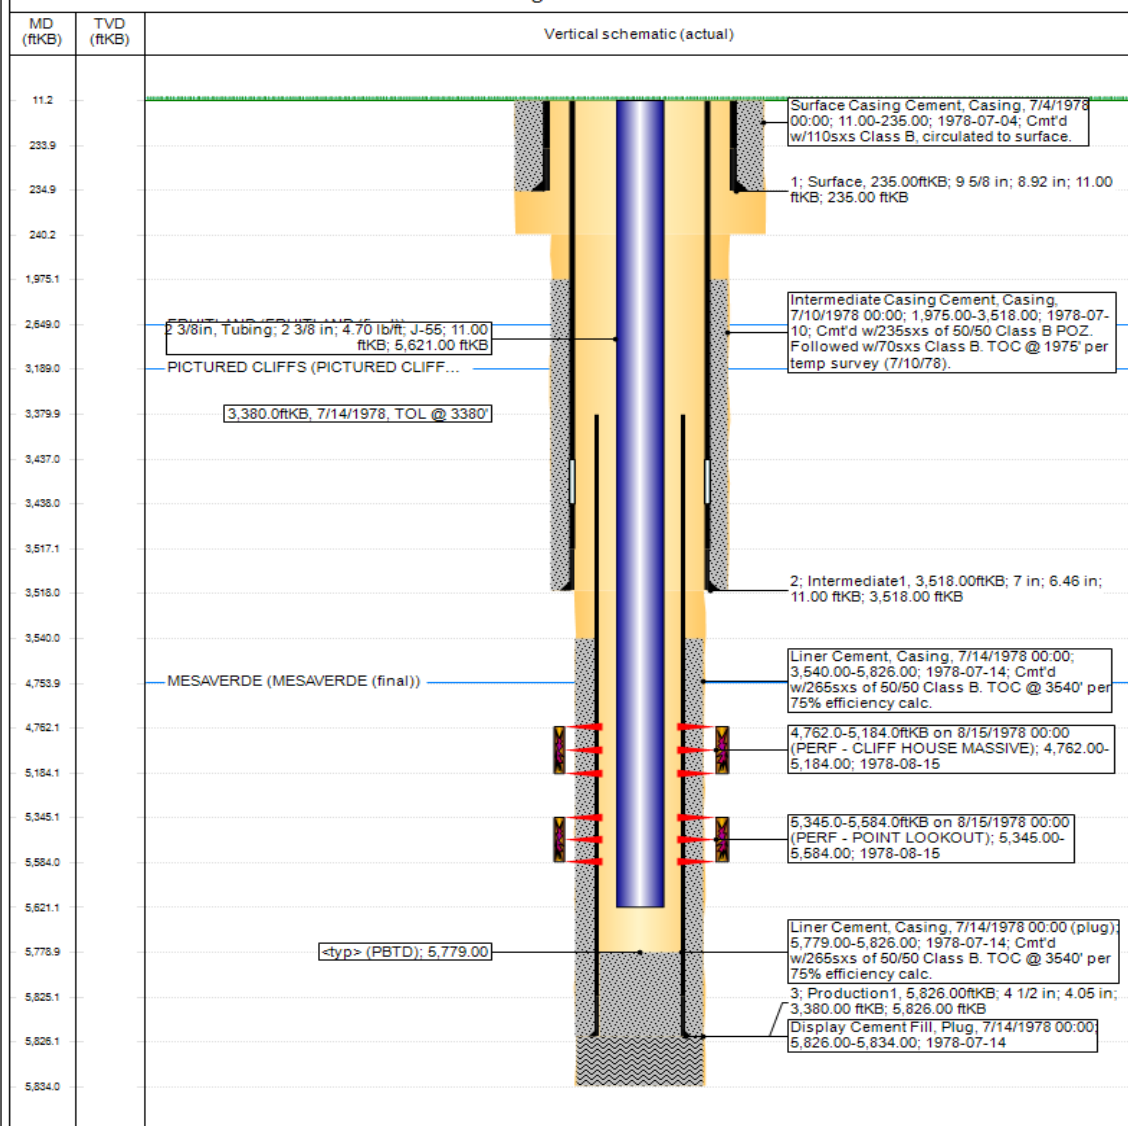 MD
(ftKB)
TVD
(ftKB)
Vertical schematic (actual)
11.2
233.9
234.9
240.2
1,975.1
2,649.0
3,189.0
3,379.9
3,437.0
3,438.0
3,517.1
3,518.0
3,540.0
4,753.9
4,762.1
5,184.1
5,345.1
5,584.0
5,621.1
5,778.9
5,825.1
5,826.1
5,834.0
Surface Casing Cement, Casing, 7/4/1978
00:00; 11.00-235.00; 1978-07-04; Cmt'd
w/110sxs Class B, circulated to surface.
1; Surface, 235.00ftKB; 9 5/8 in; 8.92 in; 11.00
ftKB; 235.00 ftKB
Intermediate Casing Cement, Casing,
7/10/1978 00:00; 1,975.00-3,518.00; 1978-07-
10; Cmt'd w/235sxs of 50/50 Class B POZ.
Followed w/70sxs Class B. TOC @ 1975' per
temp survey (7/10/78).
2 3/8in, Tubing; 2 3/8 in; 4.70 lb/ft; J-55; 11.00
ftKB; 5,621.00 ftKB
PICTURED CLIFFS (PICTURED CLIFF...
3,380.0ftKB, 7/14/1978, TOL @ 3380'
2; Intermediate1, 3,518.00ftKB; 7 in; 6.46 in;
11.00 ftKB; 3,518.00 ftKB
Liner Cement, Casing, 7/14/1978 00:00;
3,540.00-5,826.00; 1978-07-14; Cmt'd
w/265sxs of 50/50 Class B. TOC @ 3540' per
75% efficiency calc.
MESAVERDE (MESAVERDE (final))
4,762.0-5,184.0ftKB on 8/15/1978 00:00
(PERF - CLIFF HOUSE MASSIVE); 4,762.00-
5,184.00; 1978-08-15
5,345.0-5,584.0ftKB on 8/15/1978 00:00
(PERF - POINT LOOKOUT); 5,345.00-
5,584.00; 1978-08-15
Liner Cement, Casing, 7/14/1978 00:00 (plug);
5,779.00-5,826.00; 1978-07-14; Cmt'd
w/265sxs of 50/50 Class B. TOC @ 3540' per
75% efficiency calc.
<typ> (PBTD); 5,779.00
3; Production1, 5,826.00ftKB; 4 1/2 in; 4.05 in;
3,380.00 ftKB; 5,826.00 ftKB
Display Cement Fill, Plug, 7/14/1978 00:00;
5,826.00-5,834.00; 1978-07-14